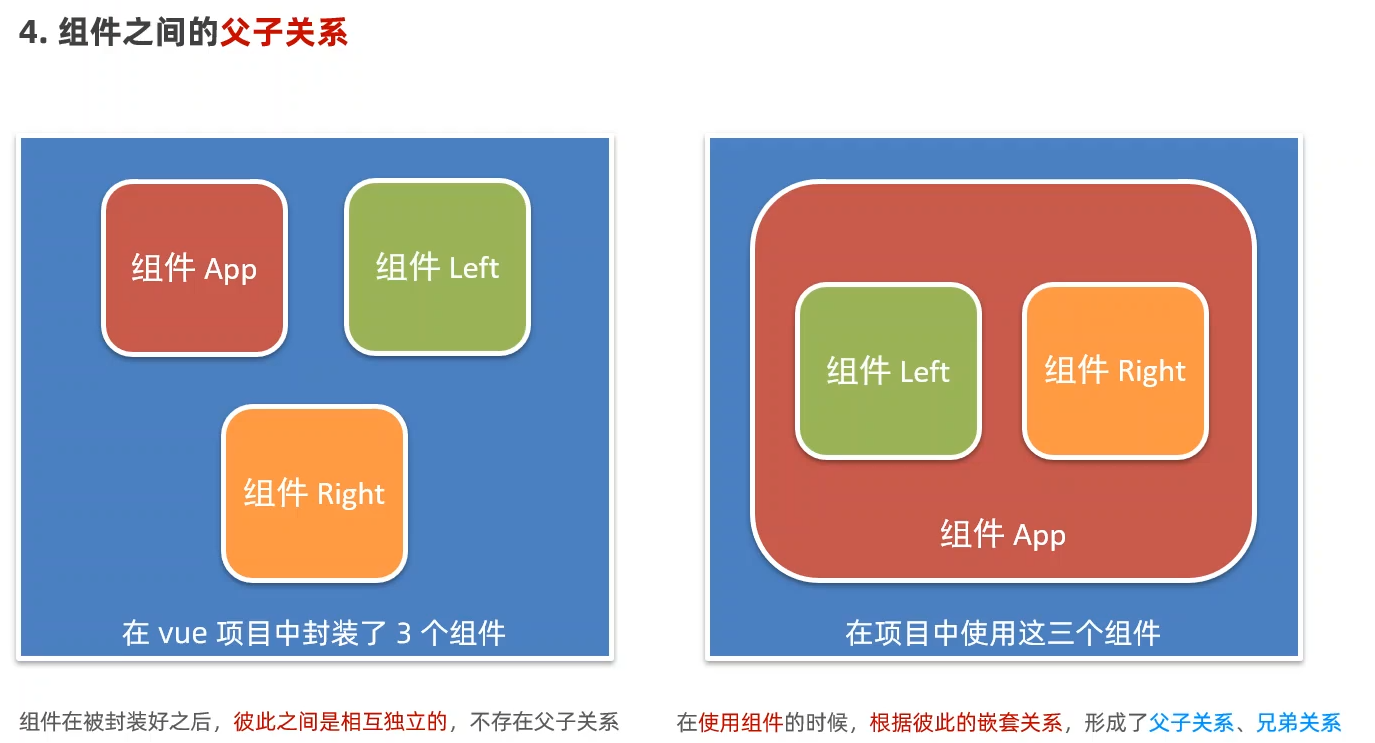 4. 组件之间的父子关系
组件 App
组件 Left
组件 Right
在 vue 项目中封装了 3 个组件
组件 Left
组件 Right
组件 App
在项目中使用这三个组件
组件在被封装好之后，彼此之间是相互独立的，不存在父子关系
在使用组件的时候，根据彼此的嵌套关系，形成了父子关系、兄弟关系